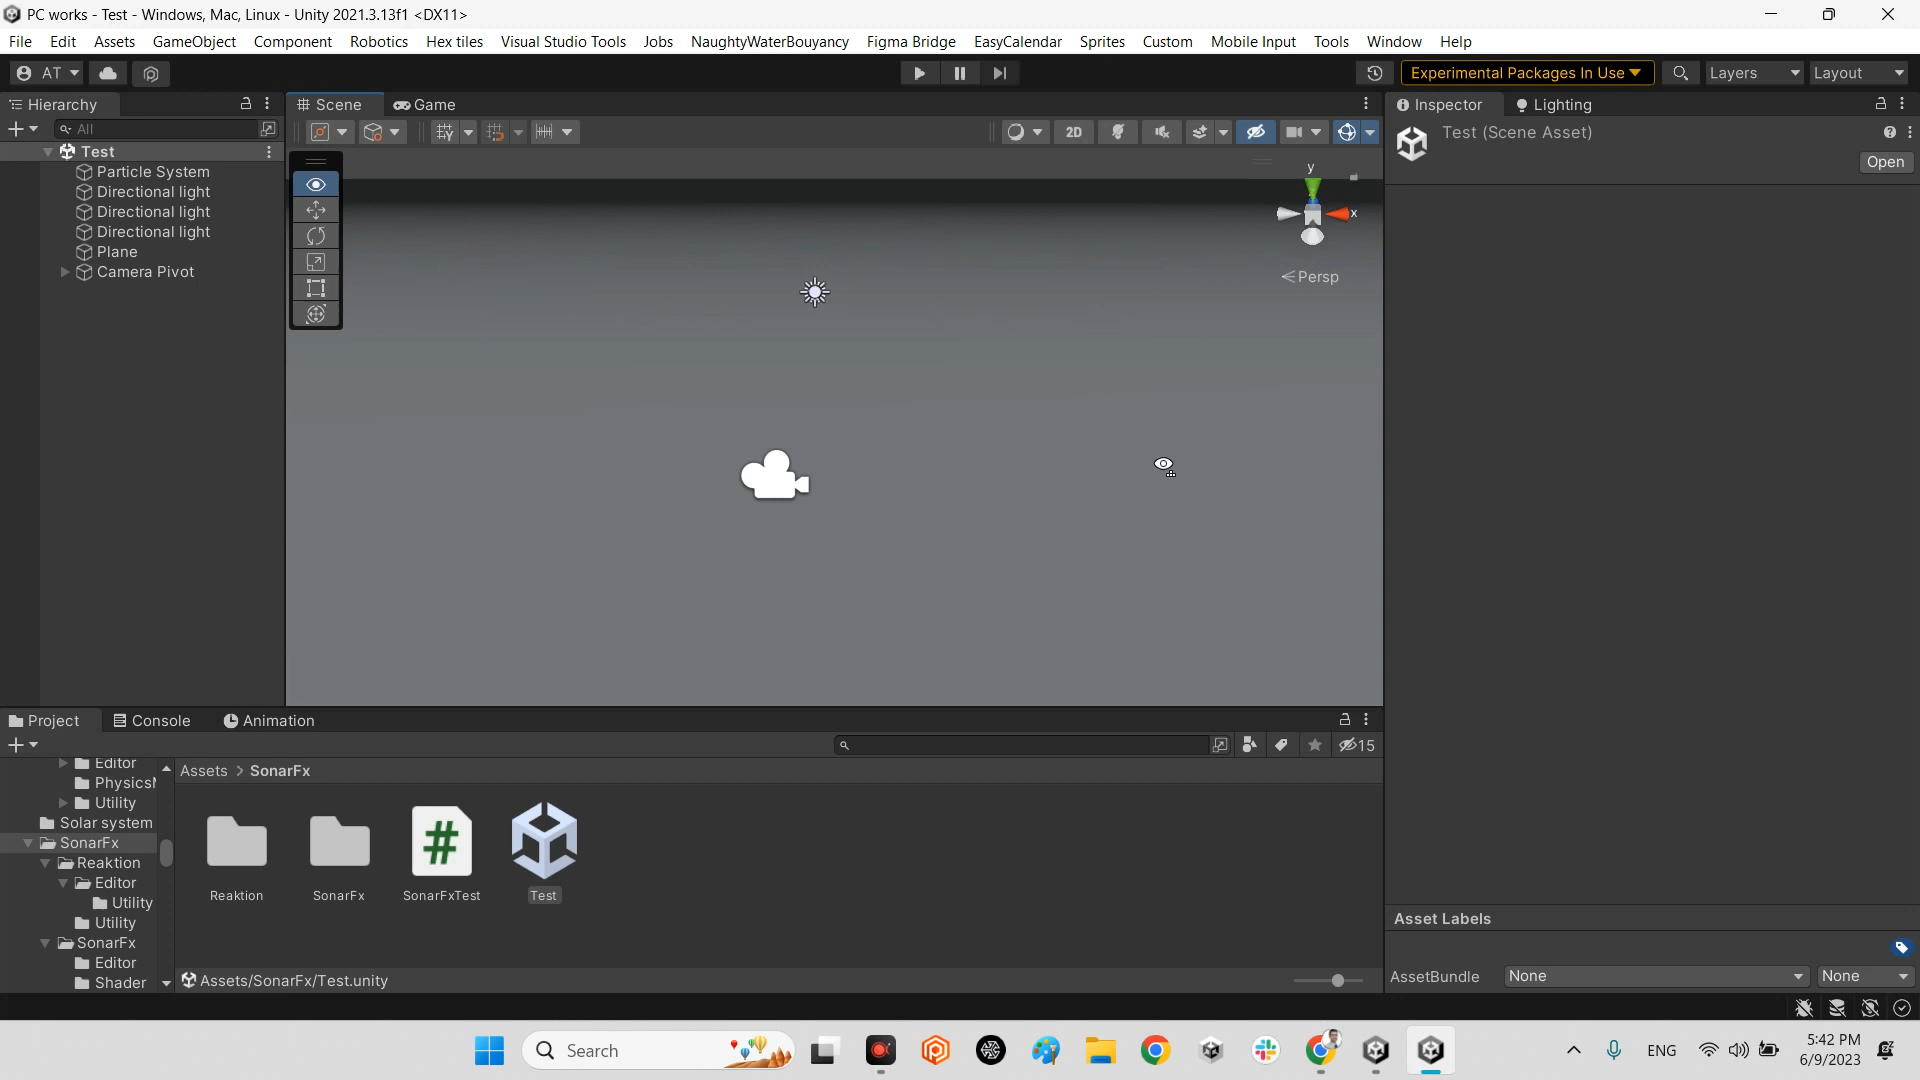 PC works - Test - Windows, Mac, Linux - Unity 2021.3.13f1 <DX11>
File Edit Assets GameObject Component Robotics Hex tiles Visual Studio Tools Jobs NaughtyWaterBouyancy Figma Bridge EasyCalendar Sprites Custom Mobile Input Tools Window Help
AT Experimental Packages In Use Layers Layout
Hierarchy Scene Game Inspector Lighting
All 2D Test (Scene Asset)
Open
Test
Particle System
Directional light
Directional light
Directional light
Plane
Camera Pivot
y
x
Persp
Project Console Animation
15
Editor
PhysicsM
Utility
Solar system
SonarFx
Reaktion
Editor
Utility
Utility
SonarFx
Editor
Shader
Assets > SonarFx
Reaktion SonarFx SonarFxTest Test
Assets/SonarFx/Test.unity
Asset Labels
AssetBundle None None
Search
ENG
5:42 PM
6/9/2023